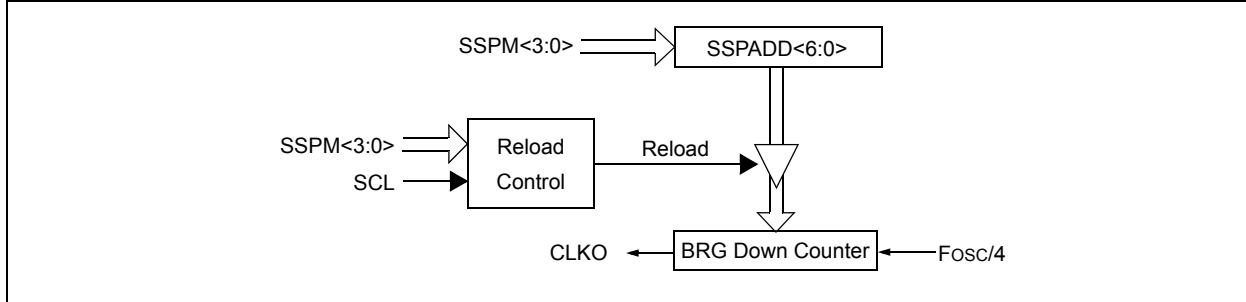 SSPM<3:0>
SSPADD<6:0>
SSPM<3:0>
SCL
Reload
Control
Reload
CLKO
BRG Down Counter
FOSC/4